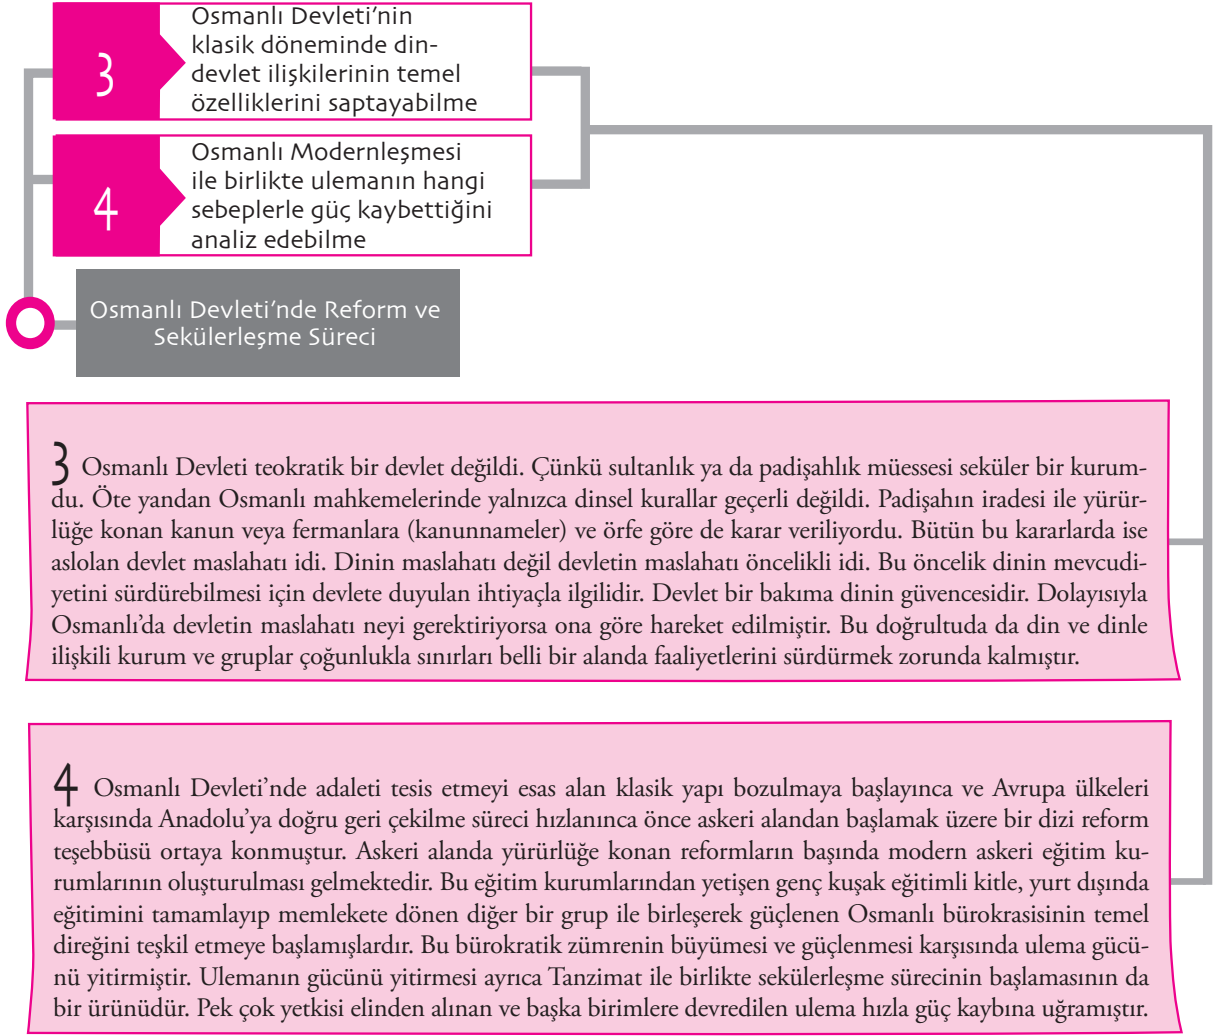 3
Osmanlı Devleti’nin
klasik döneminde din-
devlet ilişkilerinin temel
özelliklerini saptayabilme
4
Osmanlı Modernleşmesi
ile birlikte ulemanın hangi
sebeplerle güç kaybettiğini
analiz edebilme
Osmanlı Devleti’nde Reform ve
Sekülerleşme Süreci
3 Osmanlı Devleti teokratik bir devlet değildi. Çünkü sultanlık ya da padişahlık müessesi seküler bir kurum-
du. Öte yandan Osmanlı mahkemelerinde yalnızca dinsel kurallar geçerli değildi. Padişahın iradesi ile yürür-
lüğe konan kanun veya fermanlara (kanunnameler) ve örfe göre de karar veriliyordu. Bütün bu kararlarda ise
aslolan devlet maslahatı idi. Dinin maslahatı değil devletin maslahatı öncelikli idi. Bu öncelik dinin mevcudi-
yetini sürdürebilmesi için devlete duyulan ihtiyaçla ilgilidir. Devlet bir bakıma dinin güvencesidir. Dolayısıyla
Osmanlı’da devletin maslahatı neyi gerektiriyorsa ona göre hareket edilmiştir. Bu doğrultuda da din ve dinle
ilişkili kurum ve gruplar çoğunlukla sınırları belli bir alanda faaliyetlerini sürdürmek zorunda kalmıştır.
4 Osmanlı Devleti’nde adaleti tesis etmeyi esas alan klasik yapı bozulmaya başlayınca ve Avrupa ülkeleri
karşısında Anadolu’ya doğru geri çekilme süreci hızlanınca önce askeri alandan başlamak üzere bir dizi reform
teşebbüsü ortaya konmuştur. Askeri alanda yürürlüğe konan reformların başında modern askeri eğitim ku-
rumlarının oluşturulması gelmektedir. Bu eğitim kurumlarından yetişen genç kuşak eğitimli kitle, yurt dışında
eğitimini tamamlayıp memlekete dönen diğer bir grup ile birleşerek güçlenen Osmanlı bürokrasisinin temel
direğini teşkil etmeye başlamışlardır. Bu bürokratik zümrenin büyümesi ve güçlenmesi karşısında ulema gücü-
nü yitirmiştir. Ulemanın gücünü yitirmesi ayrıca Tanzimat ile birlikte sekülerleşme sürecinin başlamasının da
bir ürünüdür. Pek çok yetkisi elinden alınan ve başka birimlere devredilen ulema hızla güç kaybına uğramıştır.